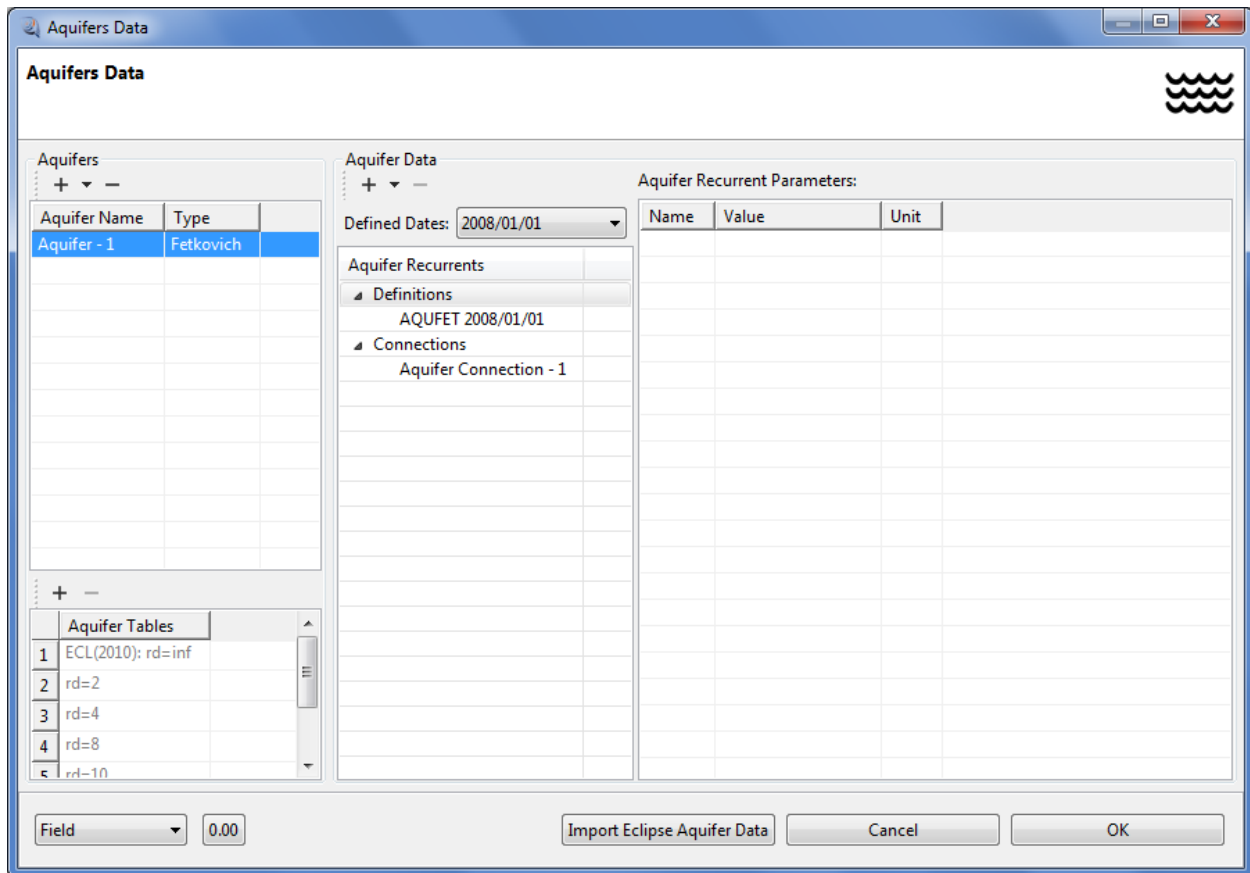 Aquifers Data
Aquifers Data
Aquifers
Aquifer Name Type
Aquifer - 1 Fetkovich
Aquifer Tables
1 ECL(2010): rd=inf
2 rd=2
3 rd=4
4 rd=8
5 rd=10
Aquifer Data
Defined Dates: 2008/01/01
Aquifer Recurrents
Definitions
AQUFET 2008/01/01
Connections
Aquifer Connection - 1
Aquifer Recurrent Parameters:
Name Value Unit
Field 0.00 Import Eclipse Aquifer Data Cancel OK